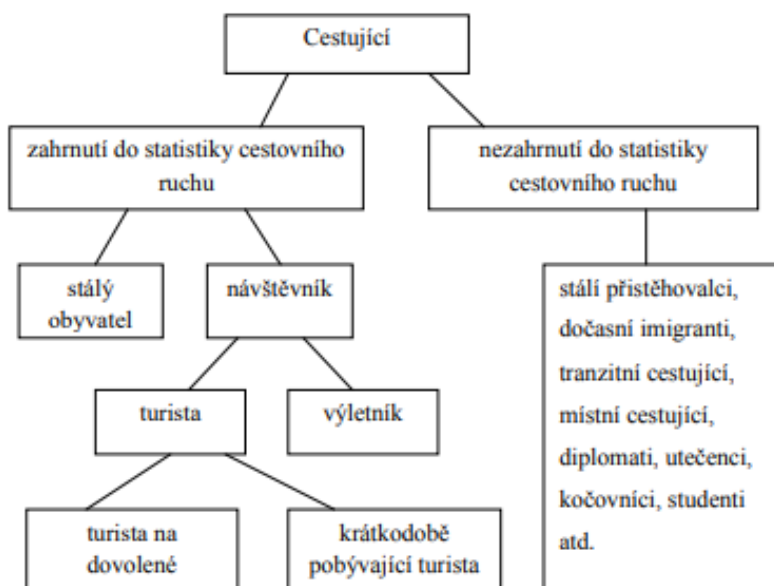 Cestující
zahrnutí do statistiky cestovního
ruchu
nezahrnutí do statistiky
cestovního ruchu
stálý
obyvatel
návštěvník
stálí přistěhovalci,
dočasní imigranti,
tranzitní cestující,
místní cestující,
diplomati, utečenci,
kočovníci, studenti
atd.
turista
výletník
turista na
dovolené
krátkodobě
pobývající turista